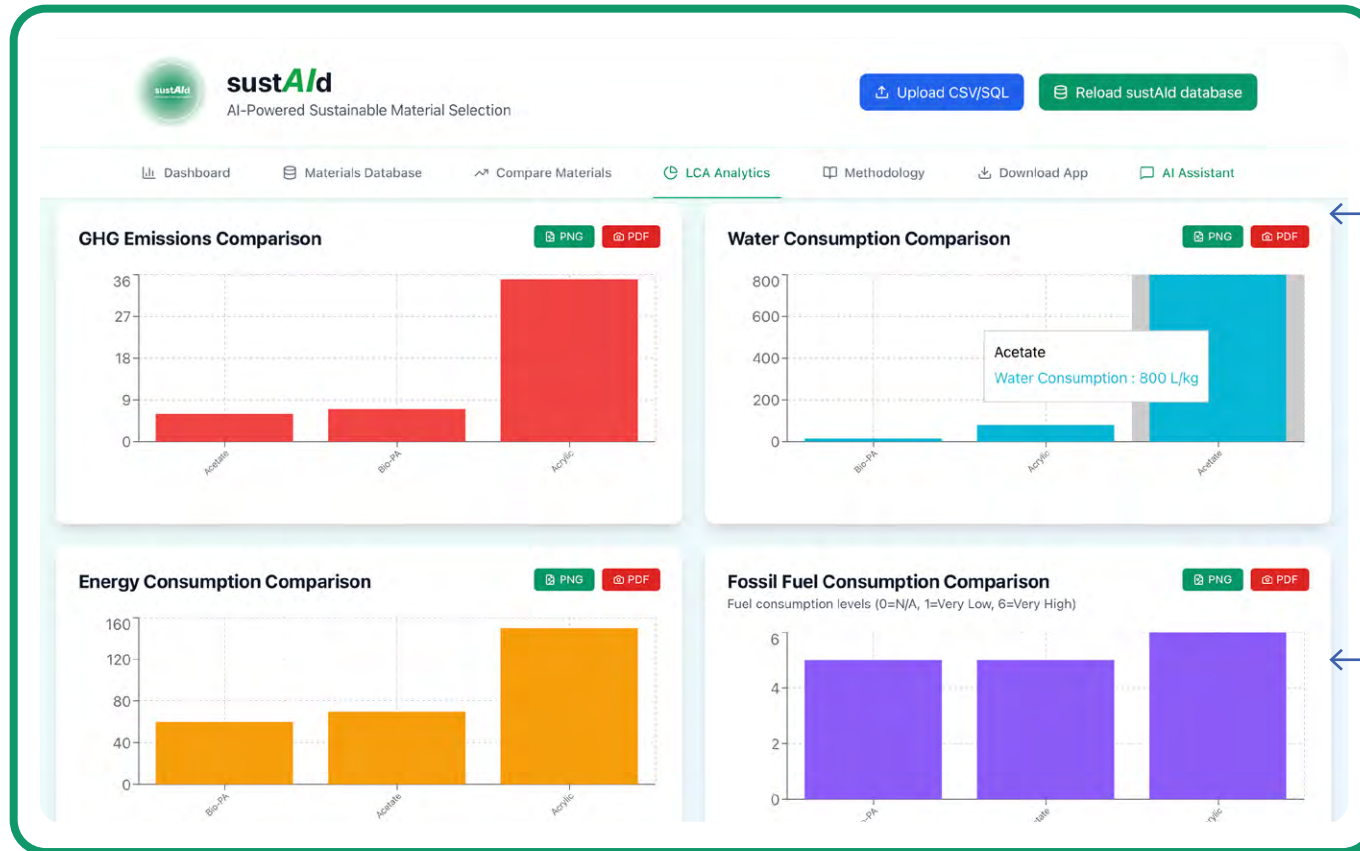 sustAId
sustAId
AI-Powered Sustainable Material Selection
Upload CSV/SQL
Reload sustAId database
Dashboard
Materials Database
Compare Materials
LCA Analytics
Methodology
Download App
AI Assistant
GHG Emissions Comparison
PNG
PDF
36
27
18
9
0
Acetate
Bio-PA
Acrylic
Water Consumption Comparison
PNG
PDF
800
600
400
200
0
Acetate
Water Consumption : 800 L/kg
Bio-PA
Acrylic
Acetate
Energy Consumption Comparison
PNG
PDF
160
120
80
40
0
Bio-PA
Acetate
Acrylic
Fossil Fuel Consumption Comparison
PNG
PDF
Fuel consumption levels (0=N/A, 1=Very Low, 6=Very High)
6
4
2
0